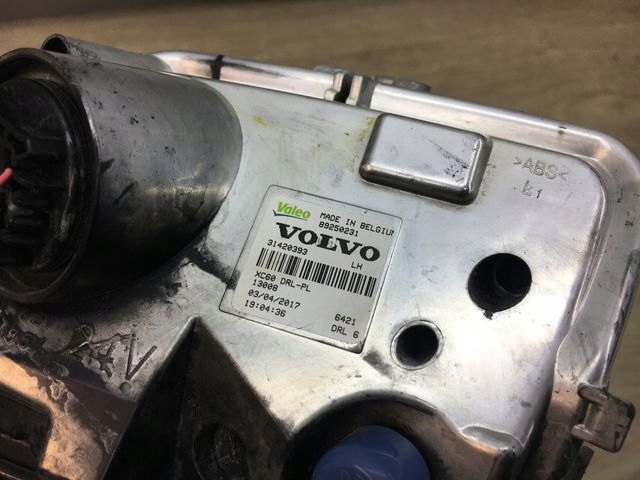 >ABS<
Valeo MADE IN BELGIUM
89250231
VOLVO
31420393 LH
XC60 DRL-PL
13008
03/04/2017 6421
19:04:36 DRL 6